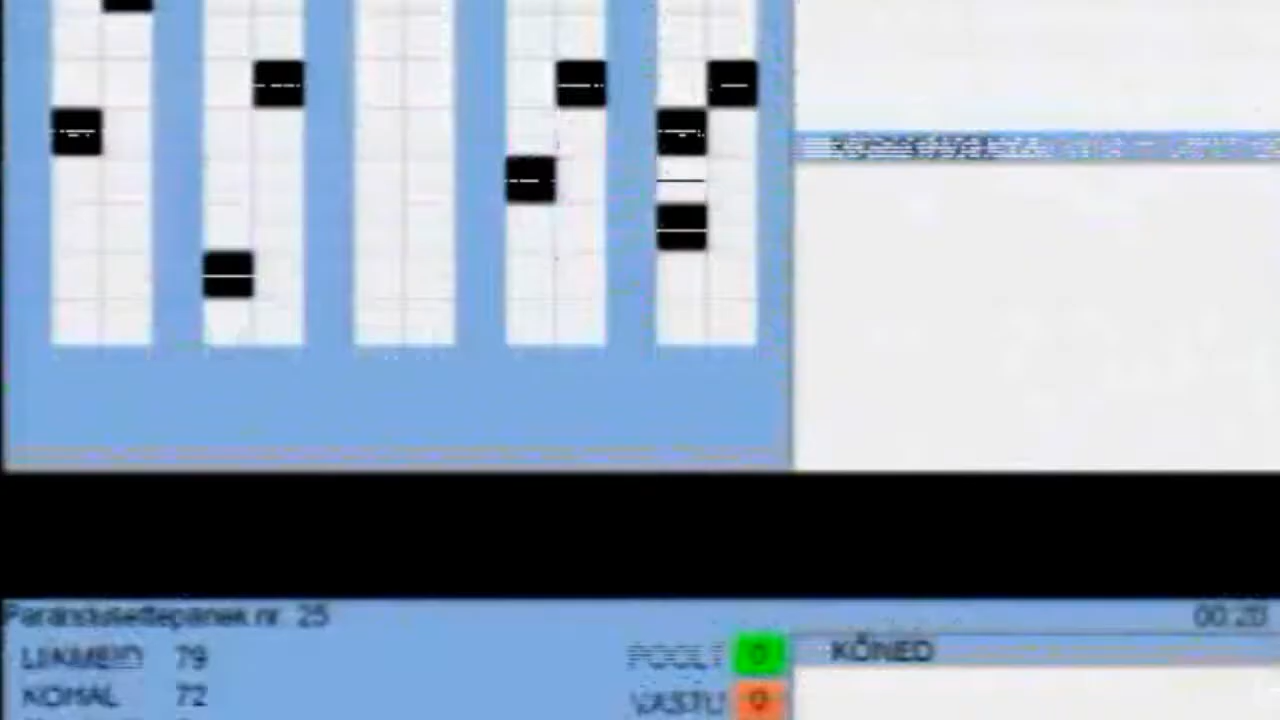 Parandusettepanek nr. 25
00:20
LIIKMEID 79
POOLT 0
KÕNED
KOHAL 72
VASTU 0